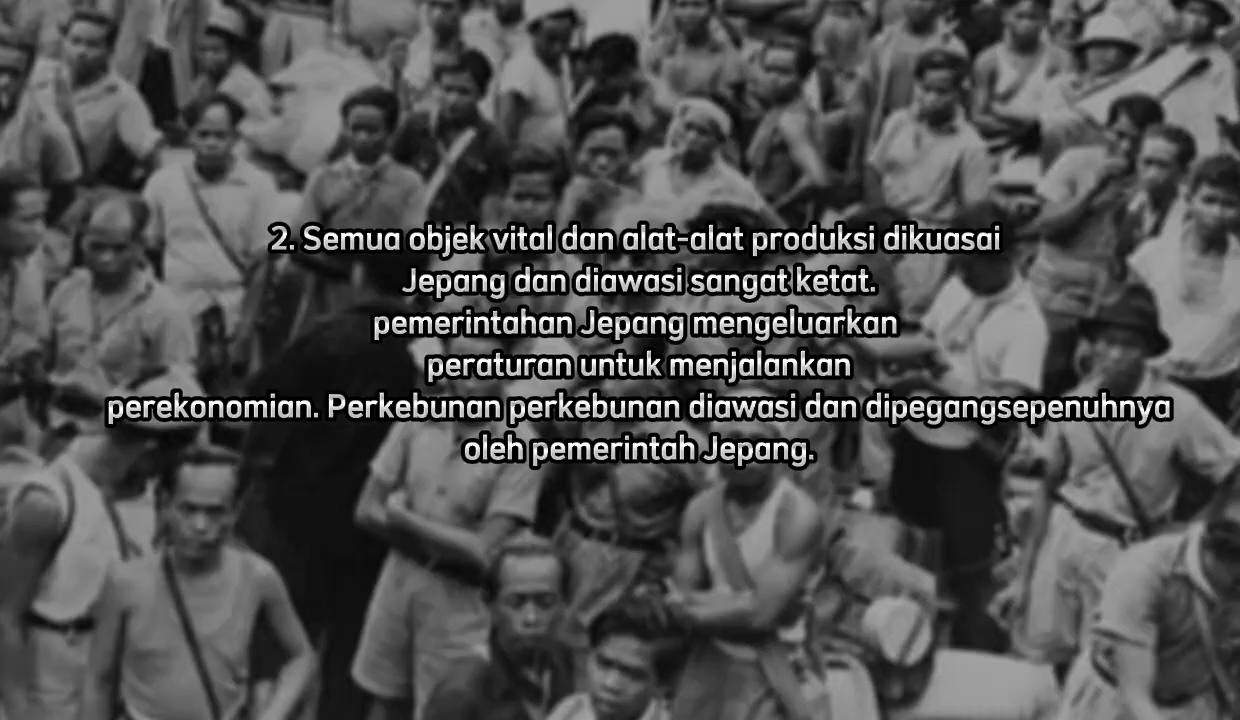 2. Semua objek vital dan alat-alat produksi dikuasai
Jepang dan diawasi sangat ketat.
pemerintahan Jepang mengeluarkan
peraturan untuk menjalankan
perekonomian. Perkebunan perkebunan diawasi dan dipegangsepenuhnya
oleh pemerintah Jepang.